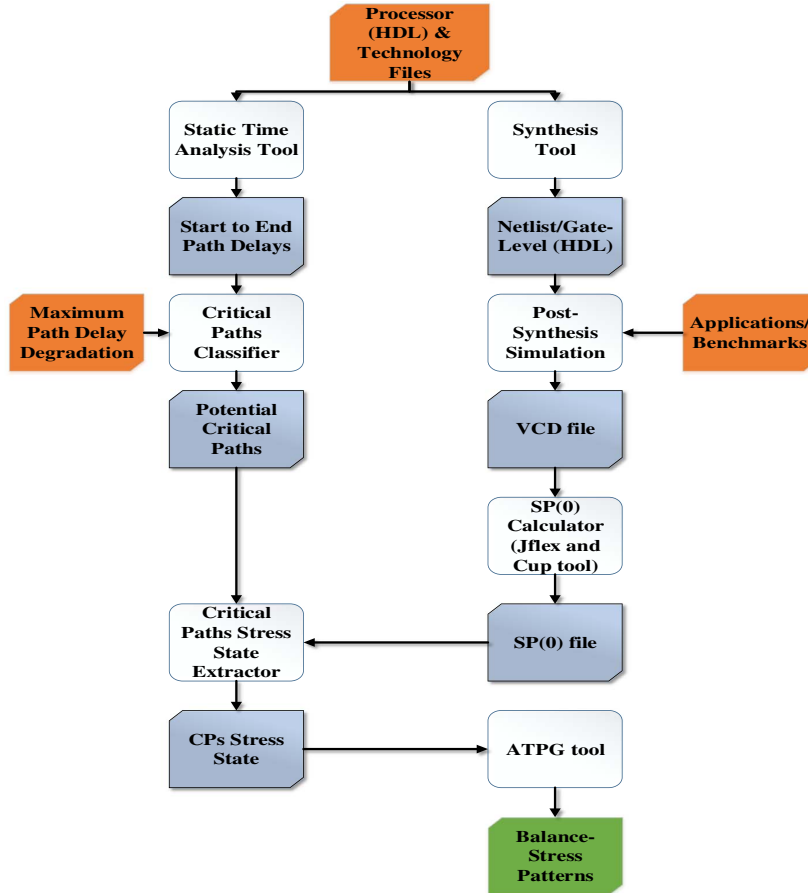 Processor
(HDL) &
Technology
Files
Static Time
Analysis Tool
Synthesis
Tool
Start to End
Path Delays
Netlist/Gate-
Level (HDL)
Maximum
Path Delay
Degradation
Critical
Paths
Classifier
Post-
Synthesis
Simulation
Applications/
Benchmarks
Potential
Critical
Paths
VCD file
SP(0)
Calculator
(Jflex and
Cup tool)
Critical
Paths Stress
State
Extractor
SP(0) file
CPs Stress
State
ATPG tool
Balance-
Stress
Patterns